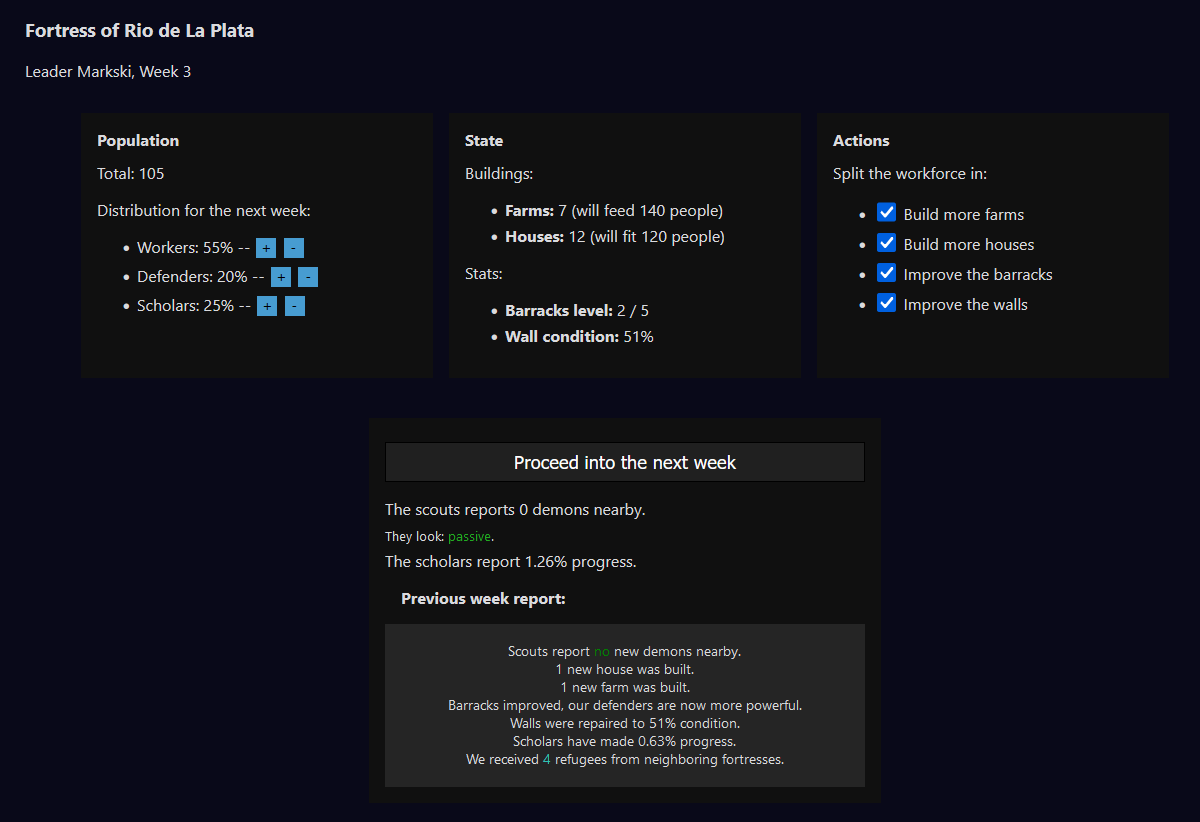 Fortress of Rio de La Plata
Leader Markski, Week 3
Population
Total: 105
Distribution for the next week:
• Workers: 55% -- + -
• Defenders: 20% -- + -
• Scholars: 25% -- + -
State
Buildings:
• Farms: 7 (will feed 140 people)
• Houses: 12 (will fit 120 people)
Stats:
• Barracks level: 2 / 5
• Wall condition: 51%
Actions
Split the workforce in:
• Build more farms
• Build more houses
• Improve the barracks
• Improve the walls
Proceed into the next week
The scouts reports 0 demons nearby.
They look: passive.
The scholars report 1.26% progress.
Previous week report:
Scouts report no new demons nearby.
1 new house was built.
1 new farm was built.
Barracks improved, our defenders are now more powerful.
Walls were repaired to 51% condition.
Scholars have made 0.63% progress.
We received 4 refugees from neighboring fortresses.